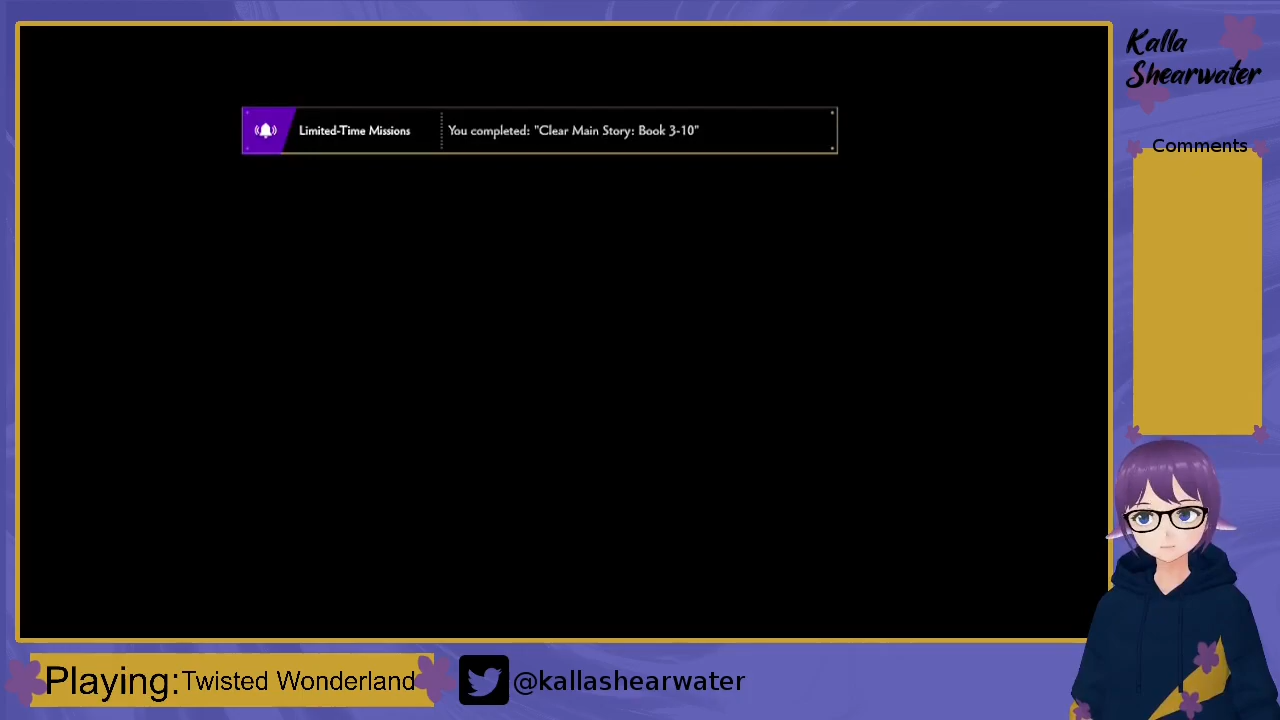 Kalla
Shearwater
Limited-Time Missions
You completed: "Clear Main Story: Book 3-10"
Comments
Playing: Twisted Wonderland
@kallashearwater